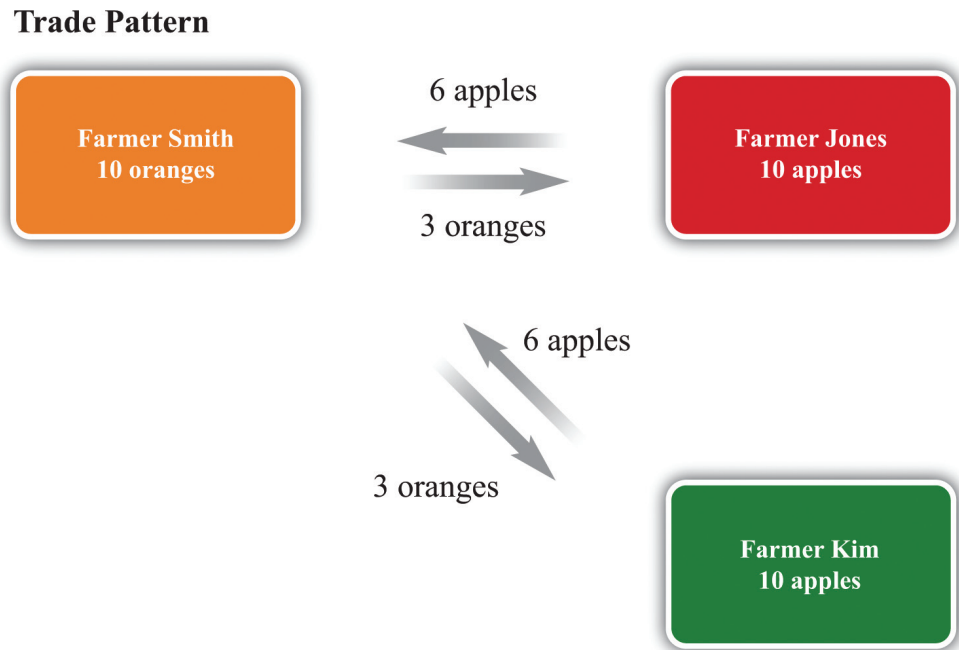 Trade Pattern
Farmer Smith
10 oranges
6 apples
3 oranges
Farmer Jones
10 apples
6 apples
3 oranges
Farmer Kim
10 apples